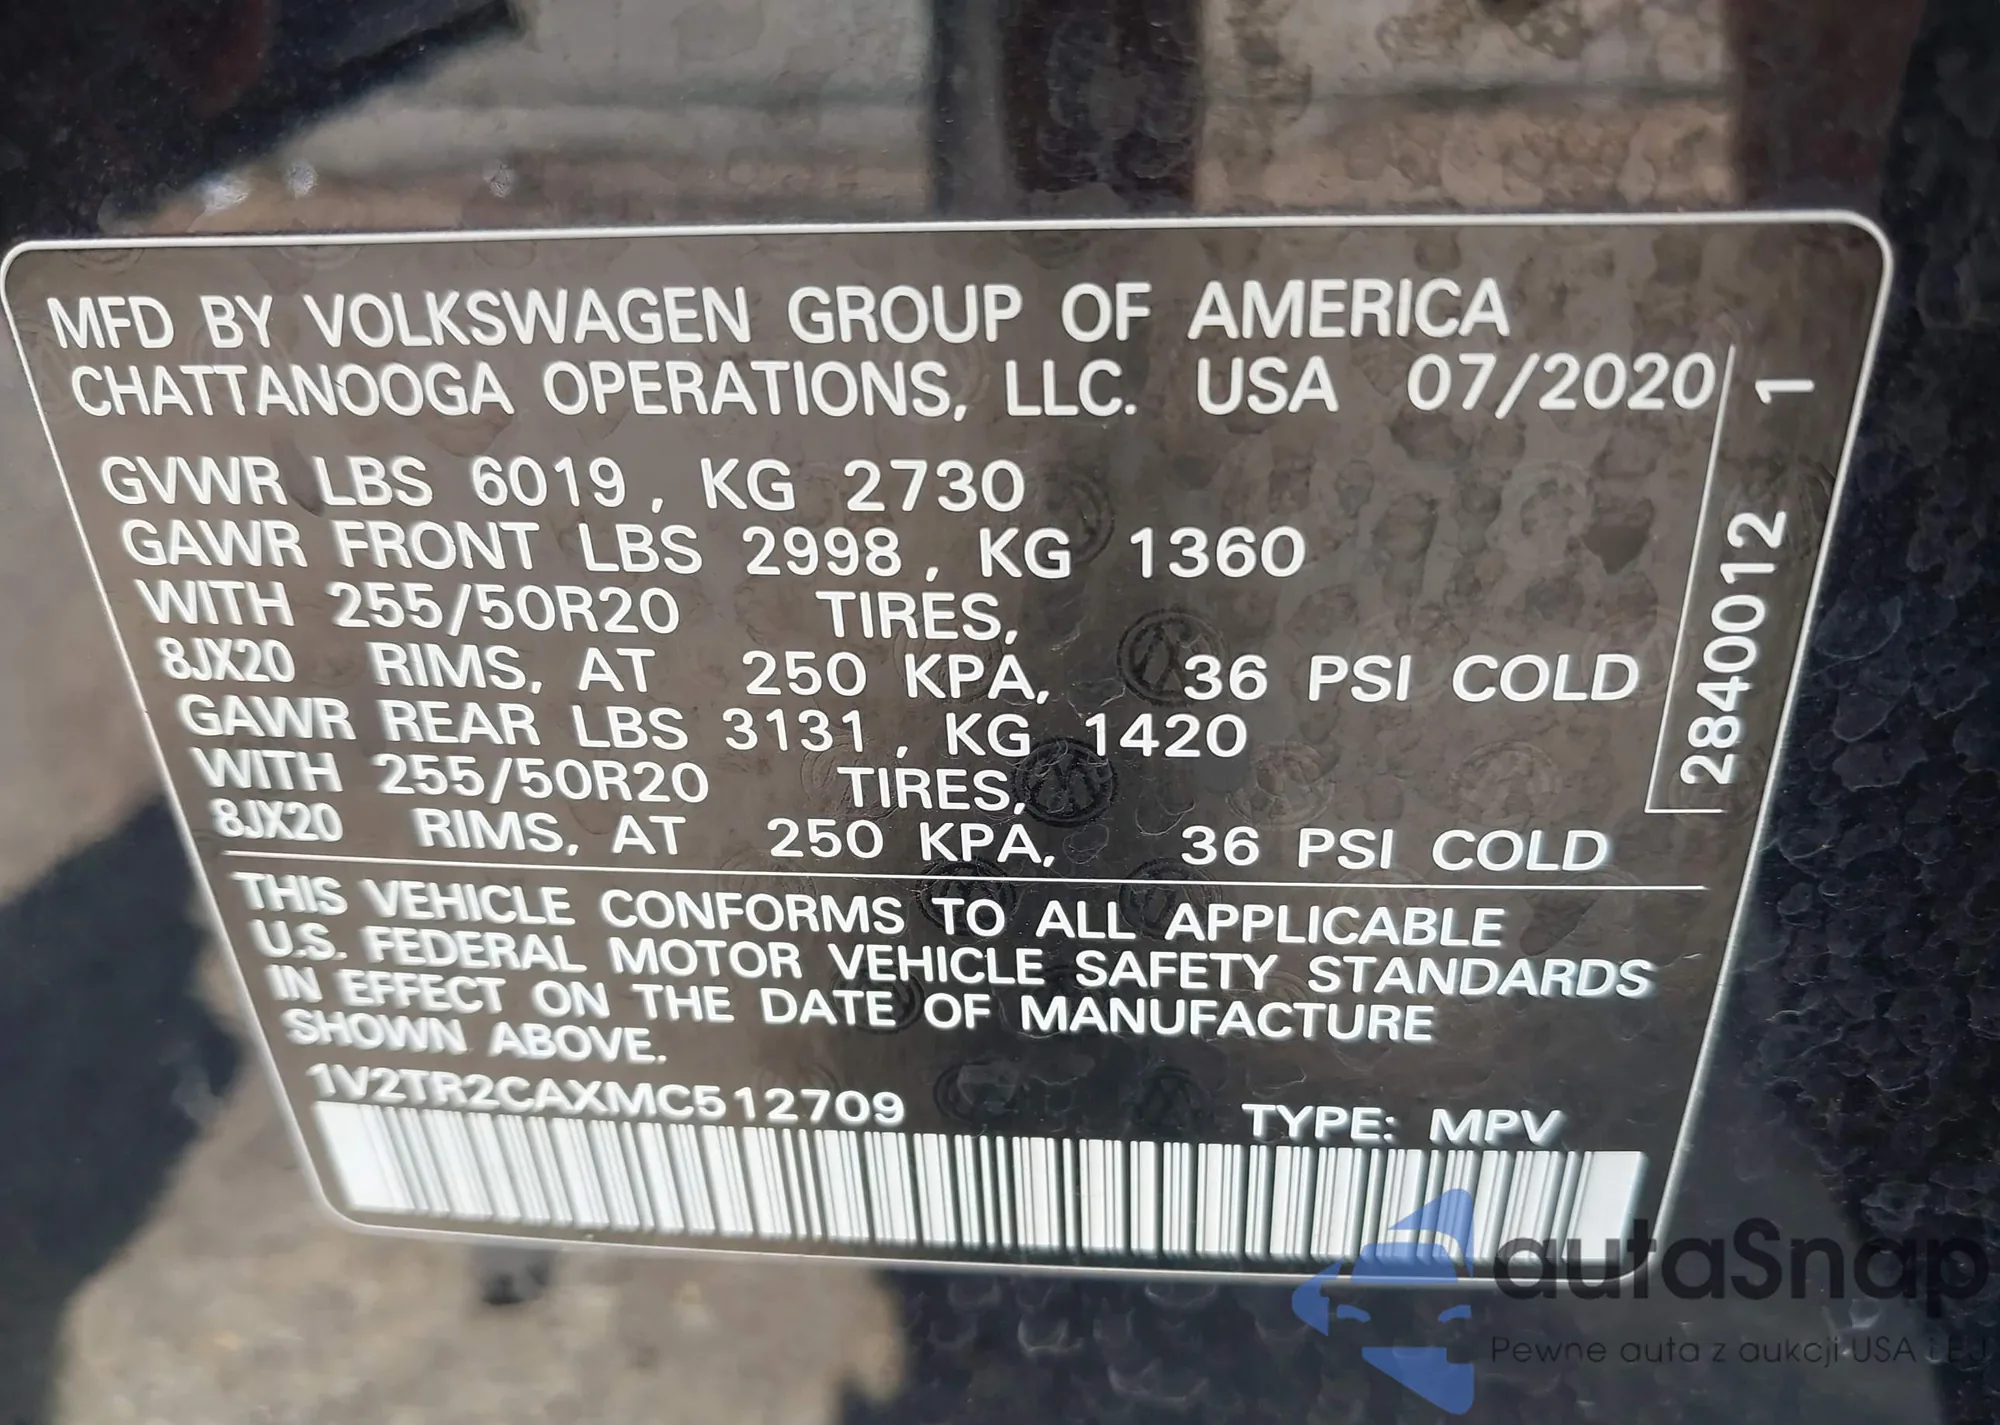 MFD BY VOLKSWAGEN GROUP OF AMERICA
CHATTANOOGA OPERATIONS, LLC. USA 07/2020
GVWR LBS 6019, KG 2730
GAWR FRONT LBS 2998, KG 1360
WITH 255/50R20 TIRES,
8JX20 RIMS, AT 250 KPA, 36 PSI COLD
GAWR REAR LBS 3131, KG 1420
WITH 255/50R20 TIRES,
8JX20 RIMS, AT 250 KPA, 36 PSI COLD
2840012 1
THIS VEHICLE CONFORMS TO ALL APPLICABLE
U.S. FEDERAL MOTOR VEHICLE SAFETY STANDARDS
IN EFFECT ON THE DATE OF MANUFACTURE
SHOWN ABOVE.
1V2TR2CAXMC512709 TYPE: MPV
autaSnap
Pewne auta z aukcji USA i EU